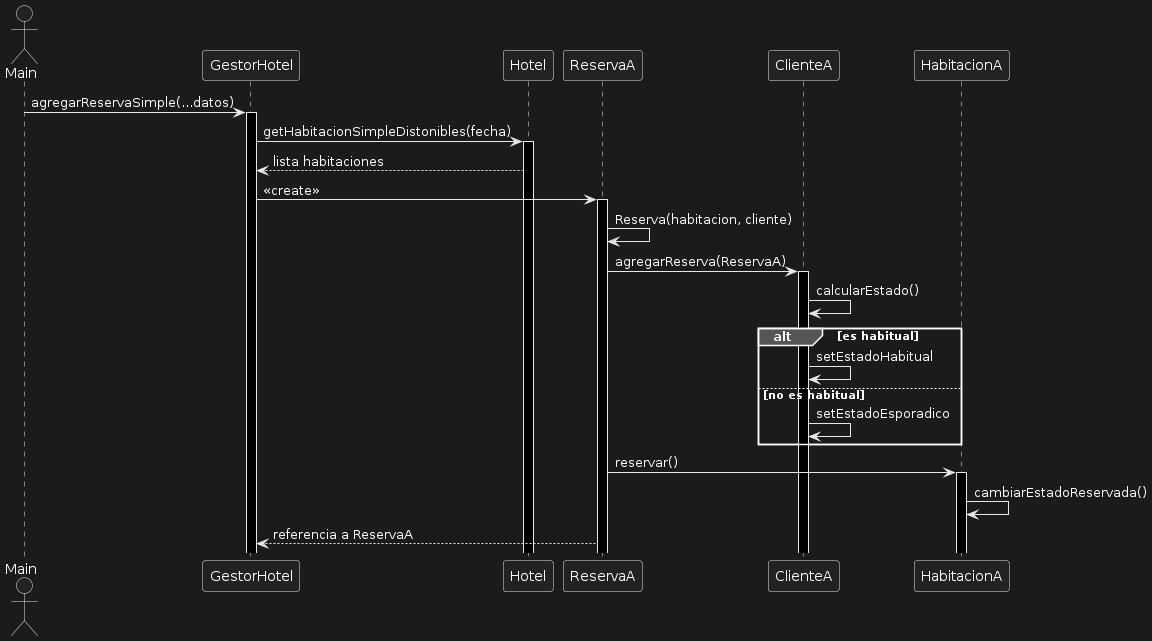 Main
GestorHotel
Hotel
ReservaA
ClienteA
HabitacionA
agregarReservaSimple(...datos)
getHabitacionSimpleDistonibles(fecha)
lista habitaciones
«create»
Reserva(habitacion, cliente)
agregarReserva(ReservaA)
calcularEstado()
alt [es habitual]
setEstadoHabitual
[no es habitual]
setEstadoEsporadico
reservar()
cambiarEstadoReservada()
referencia a ReservaA
Main
GestorHotel
Hotel
ReservaA
ClienteA
HabitacionA